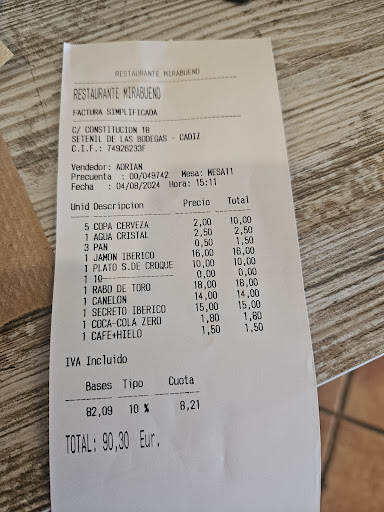 RESTAURANTE MIRABUENO
RESTAURANTE MIRABUENO
FACTURA SIMPLIFICADA
C/ CONSTITUCION 1B
SETENIL DE LAS BODEGAS - CADIZ
C.I.F.: 74926233F
Vendedor: ADRIAN
Precuenta : 00/049742 Mesa: MESA11
Fecha : 04/08/2024 Hora: 15:11
Unid Descripcion Precio Total
5 COPA CERVEZA 2,00 10,00
1 AGUA CRISTAL 2,50 2,50
3 PAN 0,50 1,50
1 JAMON IBERICO 16,00 16,00
1 PLATO S.DE CROQUE 10,00 10,00
1 1º--------------- 0,00 0,00
1 RABO DE TORO 18,00 18,00
1 CANELON 14,00 14,00
1 SECRETO IBERICO 15,00 15,00
1 COCA-COLA ZERO 1,80 1,80
1 CAFE+HIELO 1,50 1,50
IVA Incluido
Bases Tipo Cuota
82,09 10 % 8,21
TOTAL: 90,30 Eur.